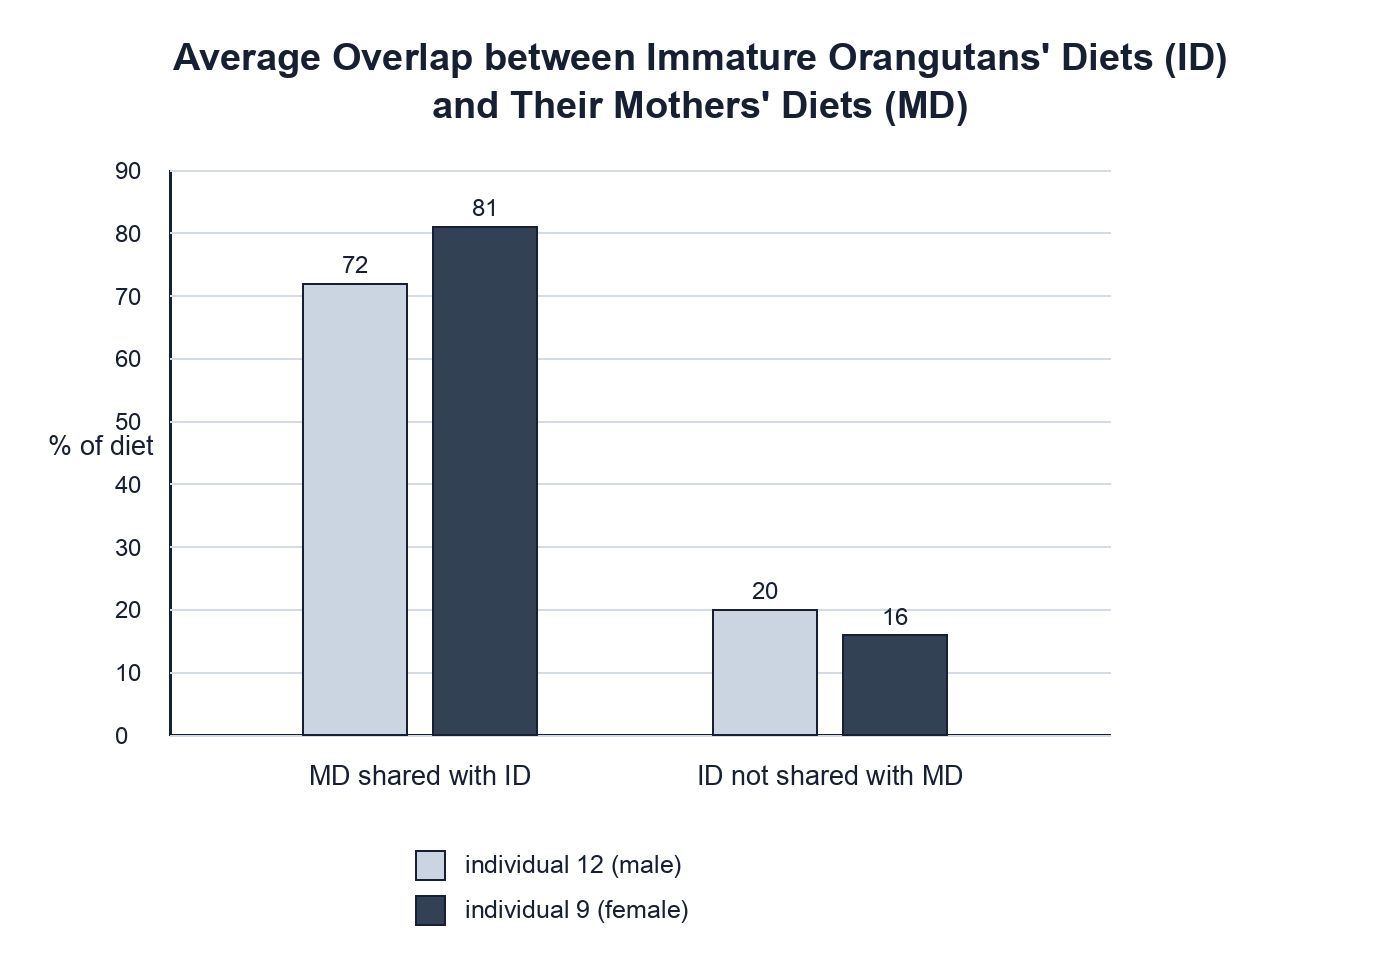 Average Overlap between Immature Orangutans' Diets (ID)
and Their Mothers' Diets (MD)
90
80
70
60
50
40
30
20
10
0
% of diet
72
81
20
16
MD shared with ID
ID not shared with MD
individual 12 (male)
individual 9 (female)